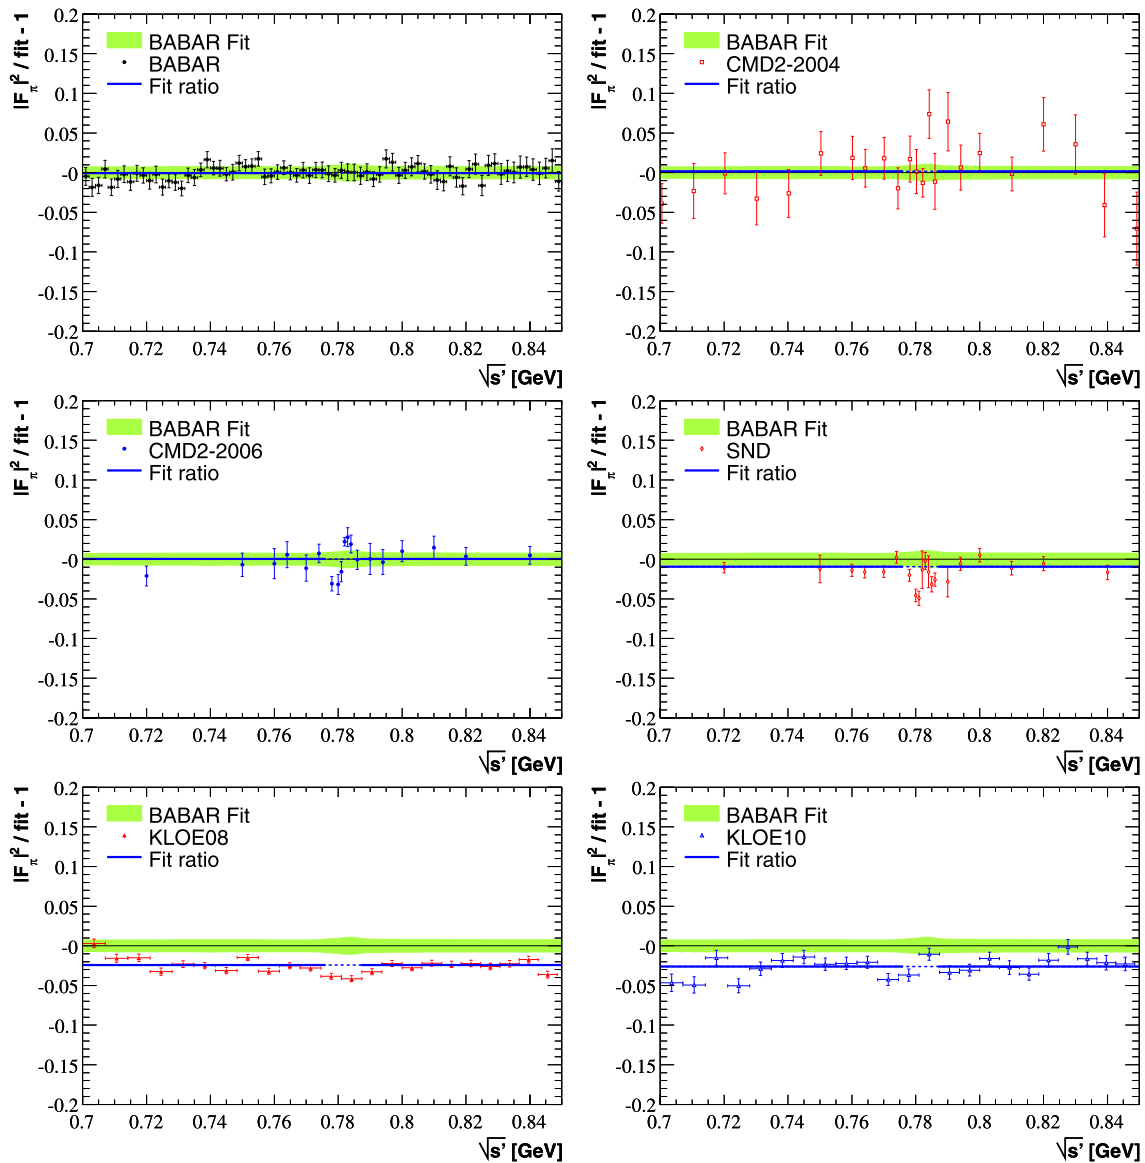 |F_π|² / fit - 1
0.2
0.15
0.1
0.05
-0
-0.05
-0.1
-0.15
-0.2
BABAR Fit
BABAR
Fit ratio
0.7 0.72 0.74 0.76 0.78 0.8 0.82 0.84
√s' [GeV]
|F_π|² / fit - 1
0.2
0.15
0.1
0.05
-0
-0.05
-0.1
-0.15
-0.2
BABAR Fit
CMD2-2004
Fit ratio
0.7 0.72 0.74 0.76 0.78 0.8 0.82 0.84
√s' [GeV]
|F_π|² / fit - 1
0.2
0.15
0.1
0.05
-0
-0.05
-0.1
-0.15
-0.2
BABAR Fit
CMD2-2006
Fit ratio
0.7 0.72 0.74 0.76 0.78 0.8 0.82 0.84
√s' [GeV]
|F_π|² / fit - 1
0.2
0.15
0.1
0.05
-0
-0.05
-0.1
-0.15
-0.2
BABAR Fit
SND
Fit ratio
0.7 0.72 0.74 0.76 0.78 0.8 0.82 0.84
√s' [GeV]
|F_π|² / fit - 1
0.2
0.15
0.1
0.05
-0
-0.05
-0.1
-0.15
-0.2
BABAR Fit
KLOE08
Fit ratio
0.7 0.72 0.74 0.76 0.78 0.8 0.82 0.84
√s' [GeV]
|F_π|² / fit - 1
0.2
0.15
0.1
0.05
-0
-0.05
-0.1
-0.15
-0.2
BABAR Fit
KLOE10
Fit ratio
0.7 0.72 0.74 0.76 0.78 0.8 0.82 0.84
√s' [GeV]